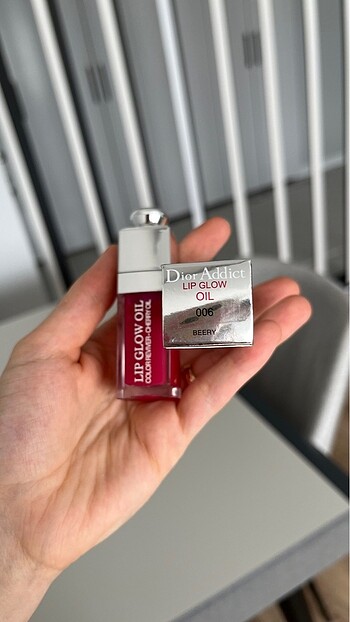 LIP GLOW OIL
COLOR REVIVER-CHERRY OIL
Dior Addict
LIP GLOW
OIL
006
BEERY